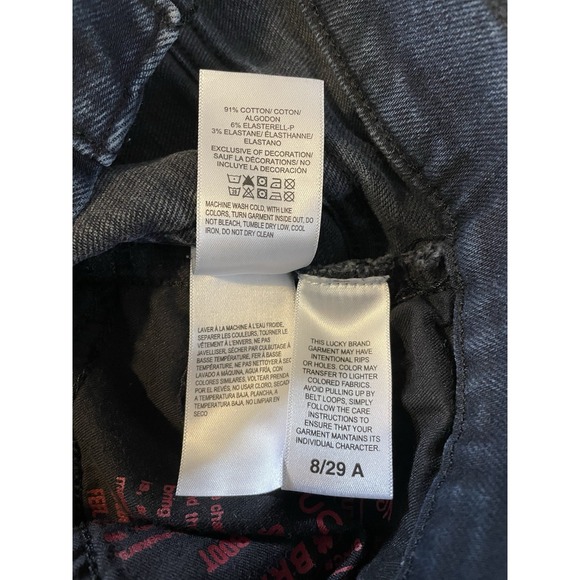 91% COTTON/ COTON/
ALGODON
6% ELASTERELL-P
3% ELASTANE/ ÉLASTHANNE/
ELASTANO
EXCLUSIVE OF DECORATION/
SAUF LA DÉCORATIONS/ NO
INCLUYE LA DECORACIÓN
MACHINE WASH COLD, WITH LIKE
COLORS, TURN GARMENT INSIDE OUT, DO
NOT BLEACH, TUMBLE DRY LOW, COOL
IRON, DO NOT DRY CLEAN
LAVER À LA MACHINE À L'EAU FROIDE,
SÉPARER LES COULEURS, TOURNER LE
VÊTEMENT À L'ENVERS, NE PAS
JAVELLISER, SÉCHER PAR CULBUTAGE À
BASSE TEMPÉRATURE, FER À BASSE
TEMPÉRATURE, NE PAS NETTOYER À SEC
LAVADO A MÁQUINA, AGUA FRÍA, CON
COLORES SIMILARES, VOLTEAR PRENDA
POR EL REVÉS, NO USAR CLORO, SECADO
A TEMPERATURA BAJA, PLANCHA, A
TEMPERATURA BAJA, NO LIMPIAR EN
SECO
THIS LUCKY BRAND
GARMENT MAY HAVE
INTENTIONAL RIPS
OR HOLES. COLOR MAY
TRANSFER TO LIGHTER
COLORED FABRICS.
AVOID PULLING UP BY
BELT LOOPS, SIMPLY
FOLLOW THE CARE
INSTRUCTIONS TO
ENSURE THAT YOUR
GARMENT MAINTAINS ITS
INDIVIDUAL CHARACTER.
8/29 A
bring
FEEL